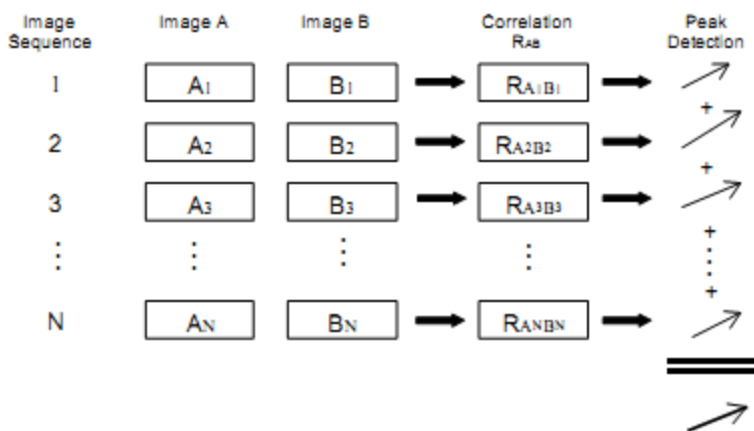 Image Sequence Image A Image B Correlation RAB Peak Detection
1 A1 B1 RA1B1
+
2 A2 B2 RA2B2
+
3 A3 B3 RA3B3
+
⋮ ⋮ ⋮ ⋮ ⋮
+
N AN BN RANBN